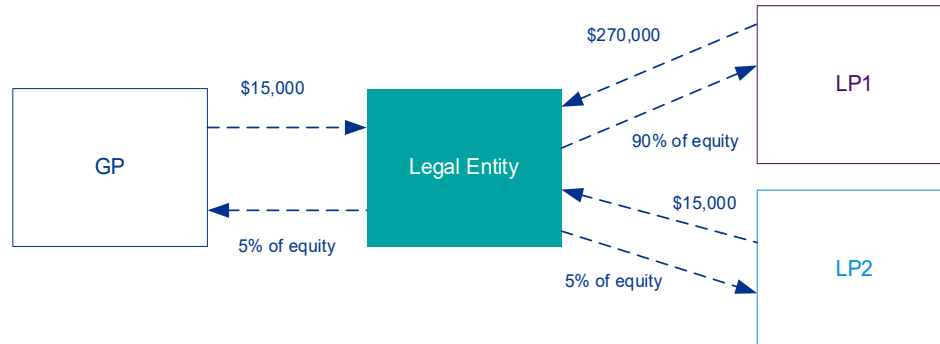 $270,000
LP1
$15,000
GP
Legal Entity
90% of equity
$15,000
5% of equity
LP2
5% of equity